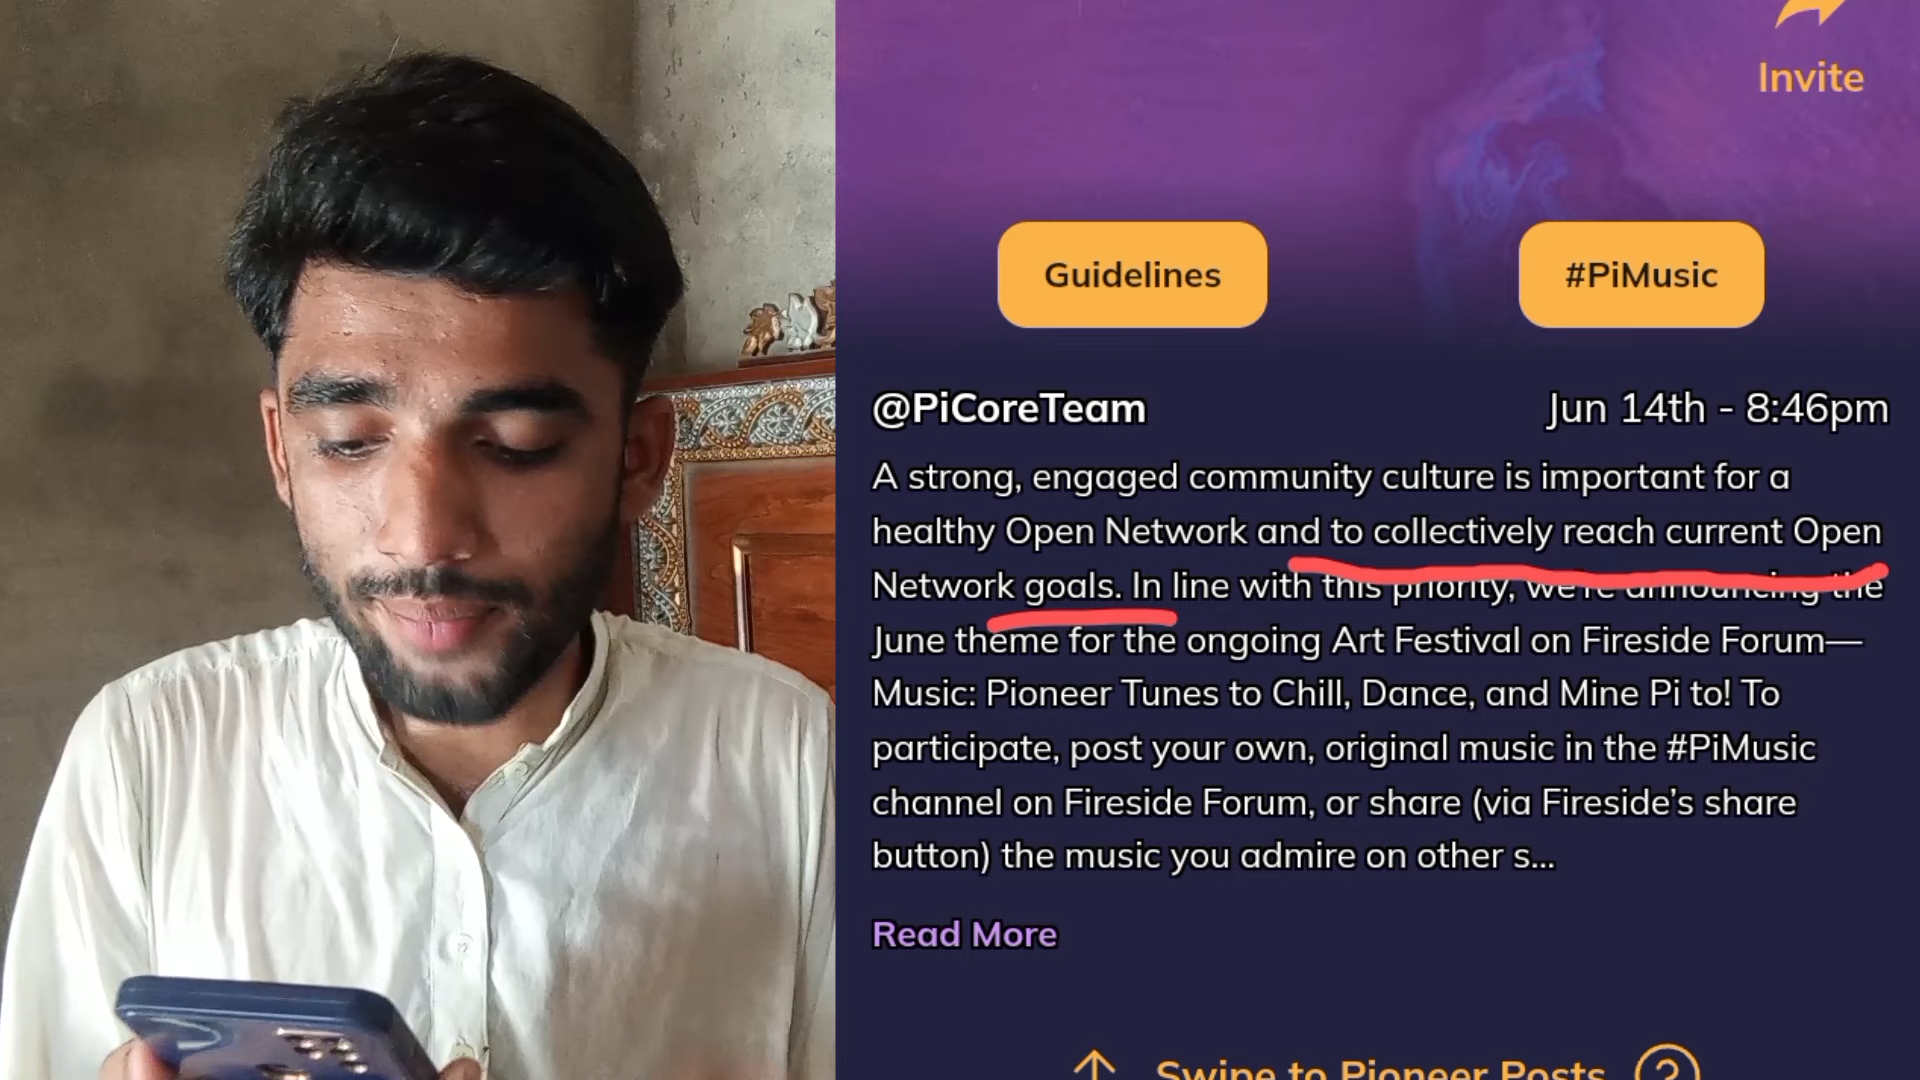 Invite
Guidelines
#PiMusic
@PiCoreTeam
Jun 14th - 8:46pm
A strong, engaged community culture is important for a
healthy Open Network and to collectively reach current Open
Network goals. In line with this priority, we're announcing the
June theme for the ongoing Art Festival on Fireside Forum—
Music: Pioneer Tunes to Chill, Dance, and Mine Pi to! To
participate, post your own, original music in the #PiMusic
channel on Fireside Forum, or share (via Fireside’s share
button) the music you admire on other s...
Read More
Swipe to Pioneer Posts ?